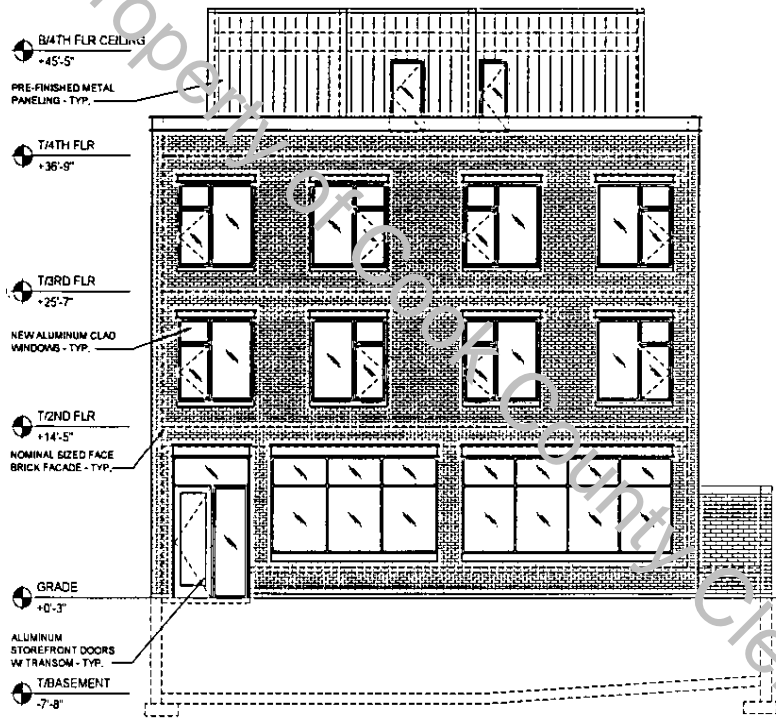 B/4TH FLR CEILING
+45'-5"
PRE-FINISHED METAL
PANELING - TYP.
T/4TH FLR
+36'-9"
T/3RD FLR
+25'-7"
NEW ALUMINUM CLAD
WINDOWS - TYP.
T/2ND FLR
+14'-5"
NOMINAL SIZED FACE
BRICK FACADE - TYP.
GRADE
+0'-3"
ALUMINUM
STOREFRONT DOORS
W/ TRANSOM - TYP.
T/BASEMENT
-7'-8"
Property of Cook County Cle